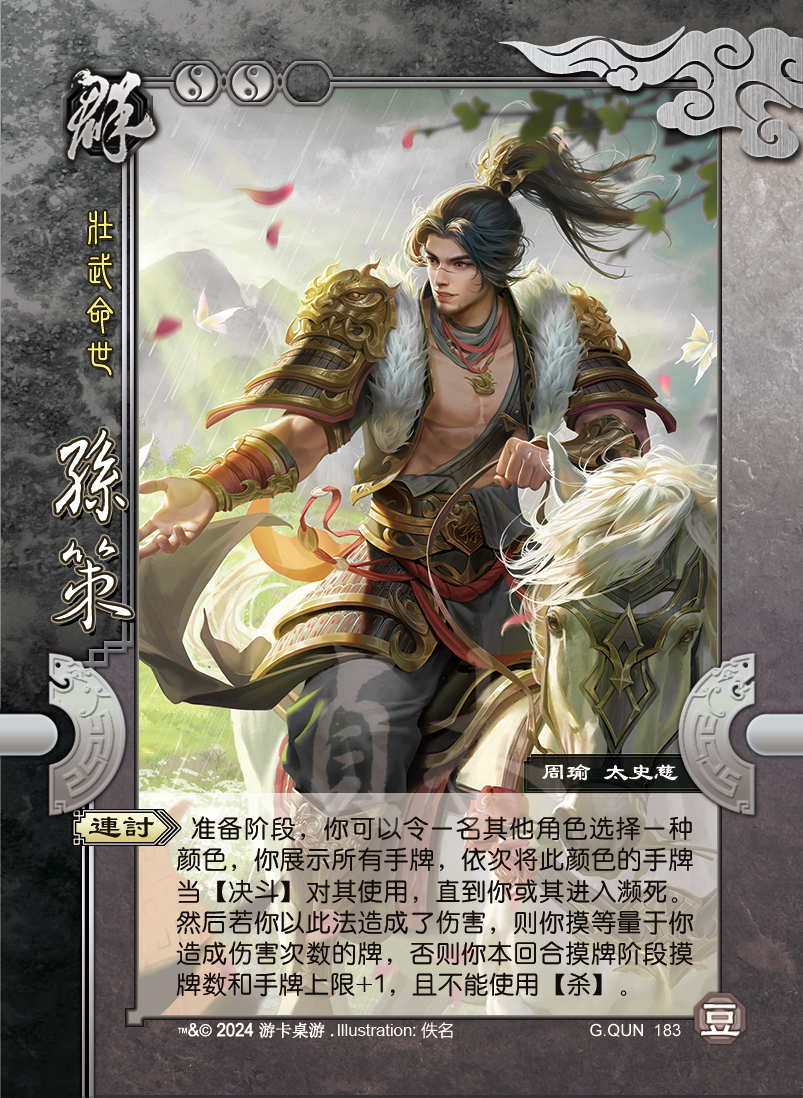 群
壯武命世
孫策
周瑜 太史慈
連討
准备阶段，你可以令一名其他角色选择一种
颜色，你展示所有手牌，依次将此颜色的手牌
当【决斗】对其使用，直到你或其进入濒死。
然后若你以此法造成了伤害，则你摸等量于你
造成伤害次数的牌，否则你本回合摸牌阶段摸
牌数和手牌上限+1，且不能使用【杀】。
™&© 2024 游卡桌游 . Illustration: 佚名
G.QUN 183
豆